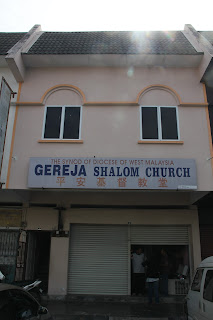 THE SYNOD OF DIOCESE OF WEST MALAYSIA
GEREJA SHALOM CHURCH
平安基督教堂